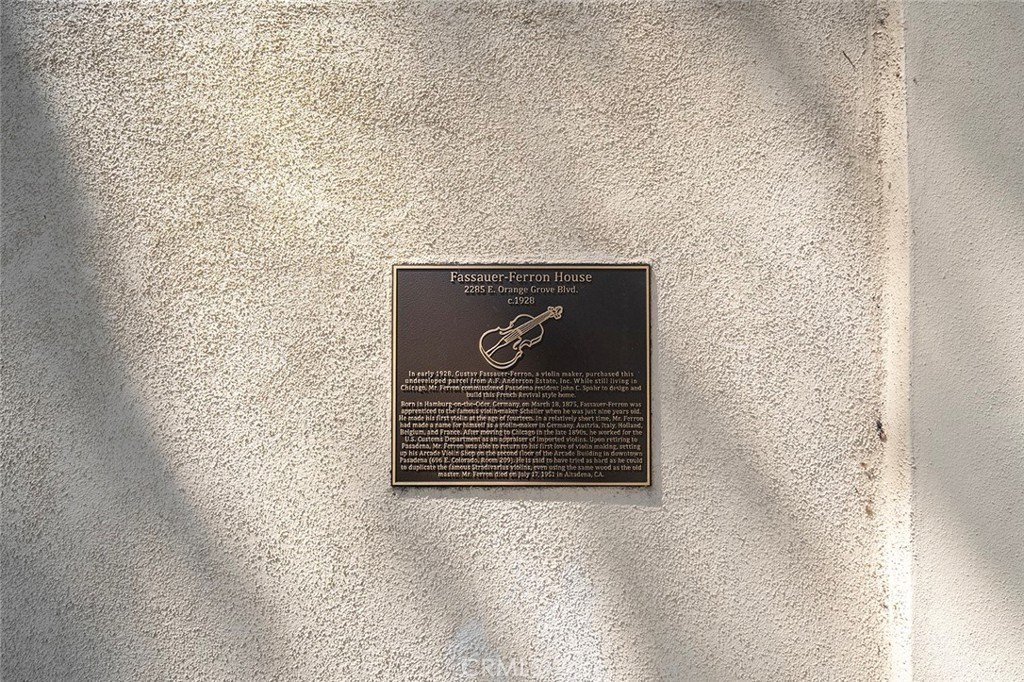 Fassauer-Ferron House
2285 E. Orange Grove Blvd.
c.1928
In early 1928, Gustav Fassauer-Ferron, a violin maker, purchased this
undeveloped parcel from A.F. Anderson Estate, Inc. While still living in
Chicago, Mr. Ferron commissioned Pasadena resident John C. Spohr to design and
build this French Revival style home.
Born in Hamburg-on-the-Oder, Germany, on March 18, 1875, Fassauer-Ferron was
apprenticed to the famous violin-maker Schaller when he was just nine years old.
He made his first violin at the age of fourteen. In a relatively short time, Mr. Ferron
had made a name for himself as a violin-maker in Germany, Austria, Italy, Holland,
Belgium, and France. After moving to Chicago in the late 1890s, he worked for the
U.S. Customs Department as an appraiser of imported violins. Upon retiring to
Pasadena, Mr. Ferron was able to return to his first love of violin making, setting
up his Arcade Violin Shop on the second floor of the Arcade Building in downtown
Pasadena (696 E. Colorado, Room 209). He is said to have tried as hard as he could
to duplicate the famous Stradivarius violins, even using the same wood as the old
master. Mr. Ferron died on July 17, 1951 in Altadena, CA.